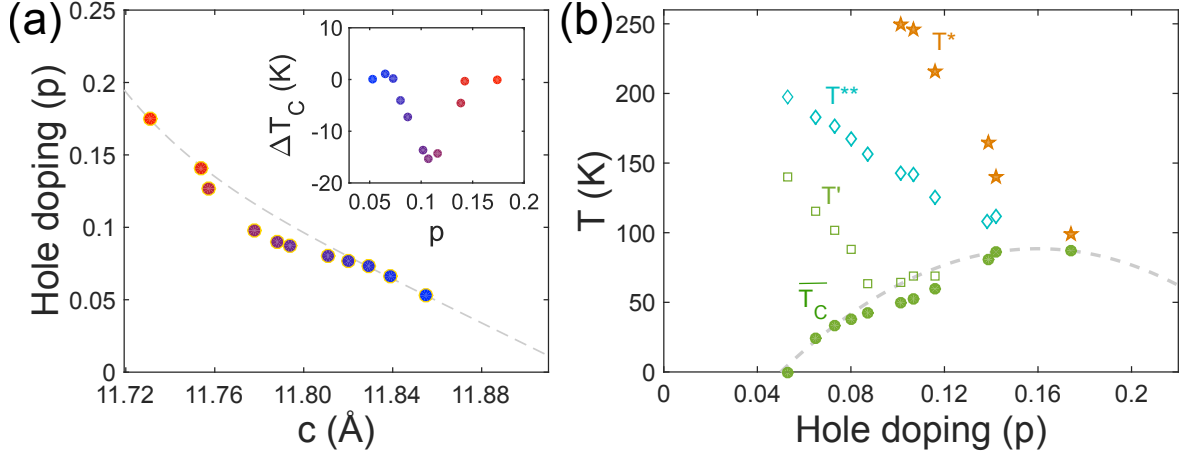 (a)
0.25
0.2
0.15
0.1
0.05
0
Hole doping (p)
11.72 11.76 11.80 11.84 11.88
c (Å)
10
0
-10
-20
ΔT_C (K)
0.05 0.1 0.15 0.2
p
(b)
250
200
150
100
50
0
T (K)
T*
T**
T'
T̅_C̅
0 0.04 0.08 0.12 0.16 0.2
Hole doping (p)